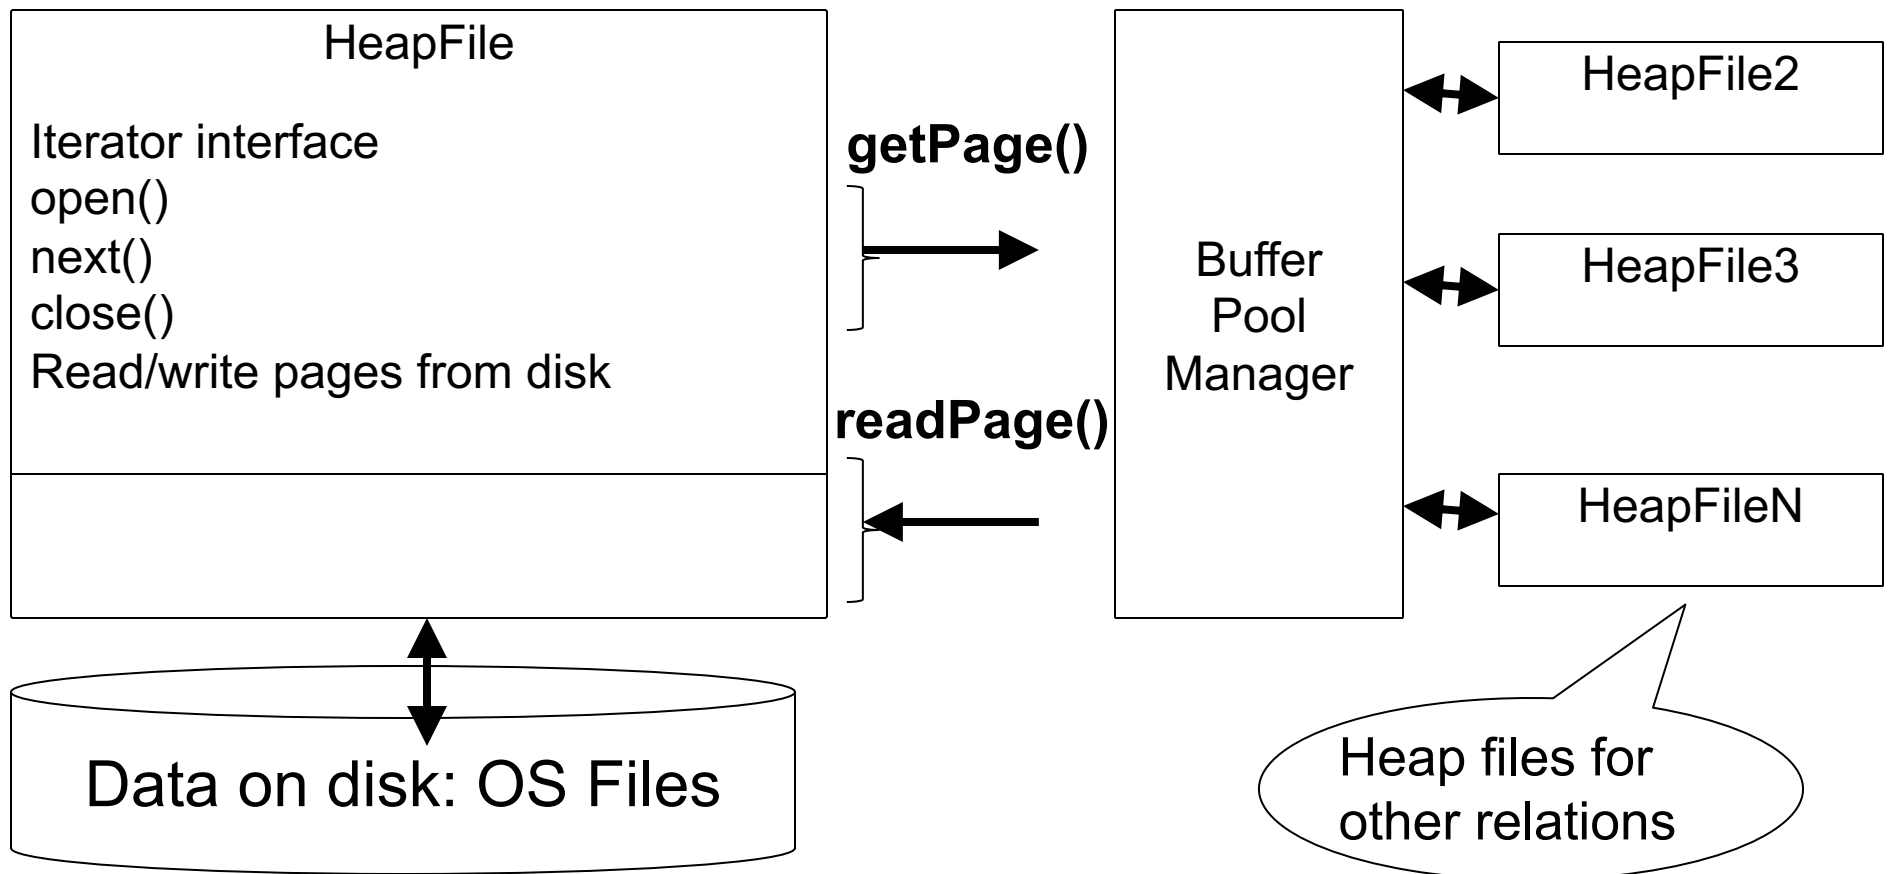 HeapFile
Iterator interface
open()
next()
close()
Read/write pages from disk
getPage()
readPage()
Buffer
Pool
Manager
HeapFile2
HeapFile3
HeapFileN
Data on disk: OS Files
Heap files for
other relations